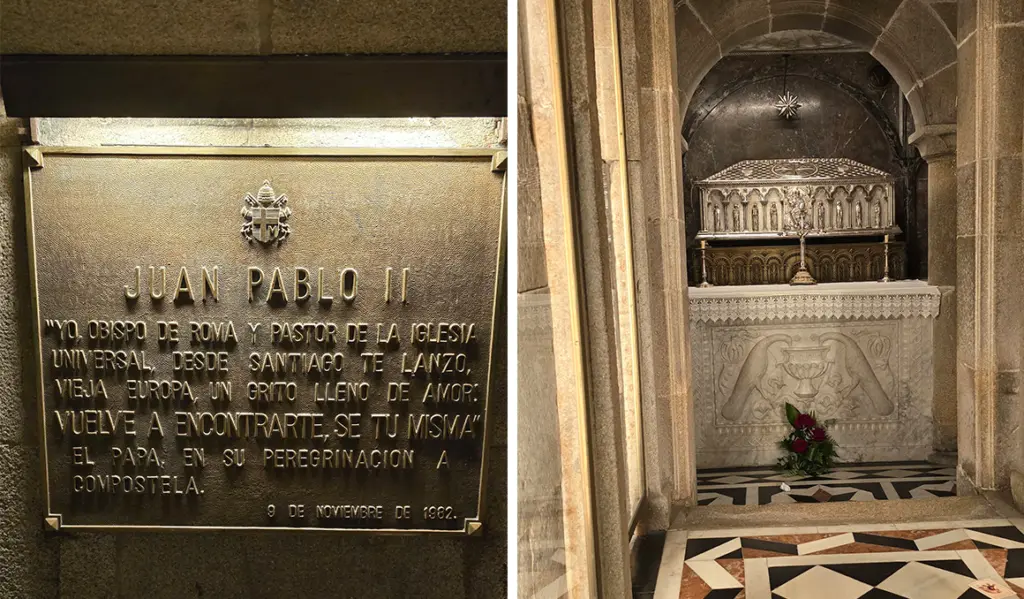 JUAN PABLO II
"YO, OBISPO DE ROMA Y PASTOR DE LA IGLESIA
UNIVERSAL, DESDE SANTIAGO TE LANZO,
VIEJA EUROPA, UN GRITO LLENO DE AMOR:
VUELVE A ENCONTRARTE, SE TU MISMA"
EL PAPA, EN SU PEREGRINACION A
COMPOSTELA.
9 DE NOVIEMBRE DE 1982.